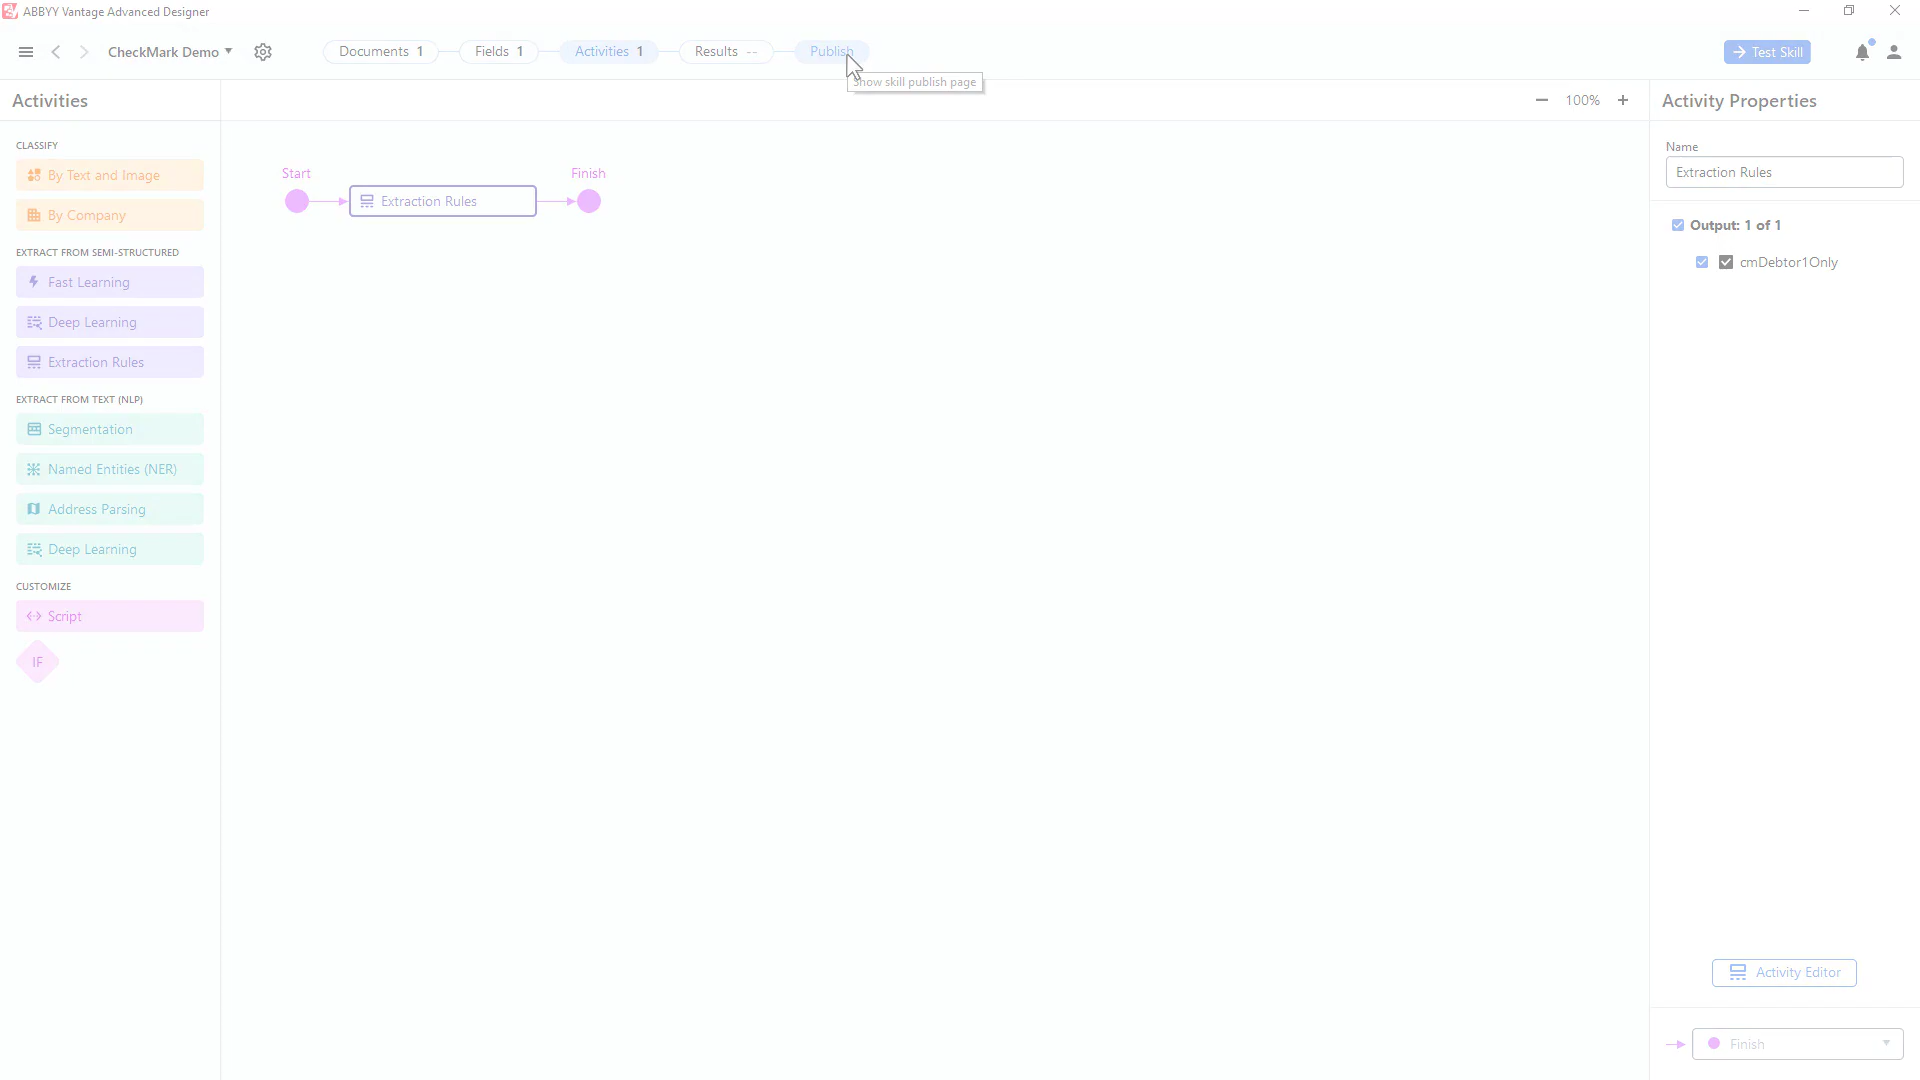 ABBYY Vantage Advanced Designer
CheckMark Demo
Documents 1
Fields 1
Activities 1
Results --
Publish
Test Skill
Show skill publish page
Activities
100%
Activity Properties
CLASSIFY
By Text and Image
By Company
EXTRACT FROM SEMI-STRUCTURED
Fast Learning
Deep Learning
Extraction Rules
EXTRACT FROM TEXT (NLP)
Segmentation
Named Entities (NER)
Address Parsing
Deep Learning
CUSTOMIZE
Script
IF
Start
Finish
Extraction Rules
Name
Extraction Rules
Output: 1 of 1
cmDebtor1Only
Activity Editor
Finish